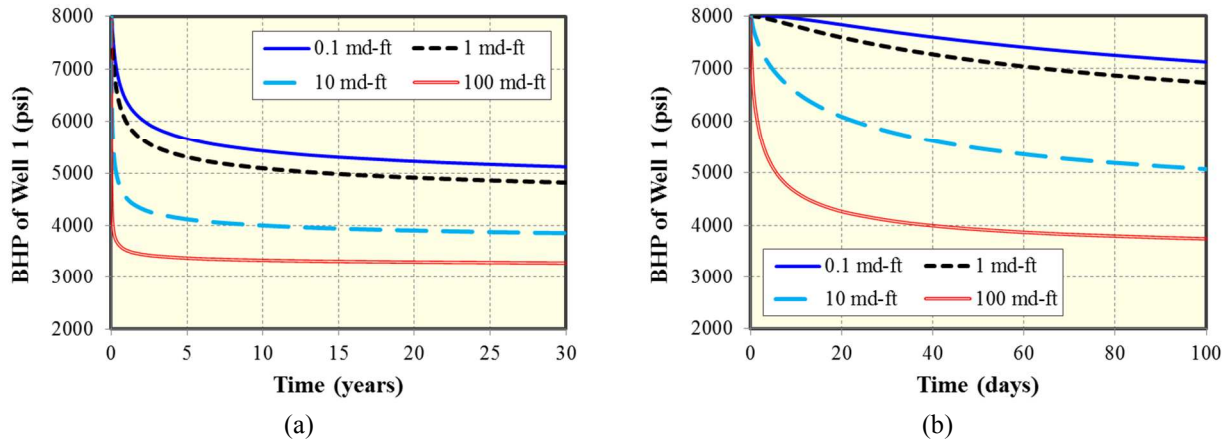 8000
7000
6000
5000
4000
3000
2000
BHP of Well 1 (psi)
0.1 md-ft 1 md-ft
10 md-ft 100 md-ft
0 5 10 15 20 25 30
Time (years)
(a)
8000
7000
6000
5000
4000
3000
2000
BHP of Well 1 (psi)
0.1 md-ft 1 md-ft
10 md-ft 100 md-ft
0 20 40 60 80 100
Time (days)
(b)